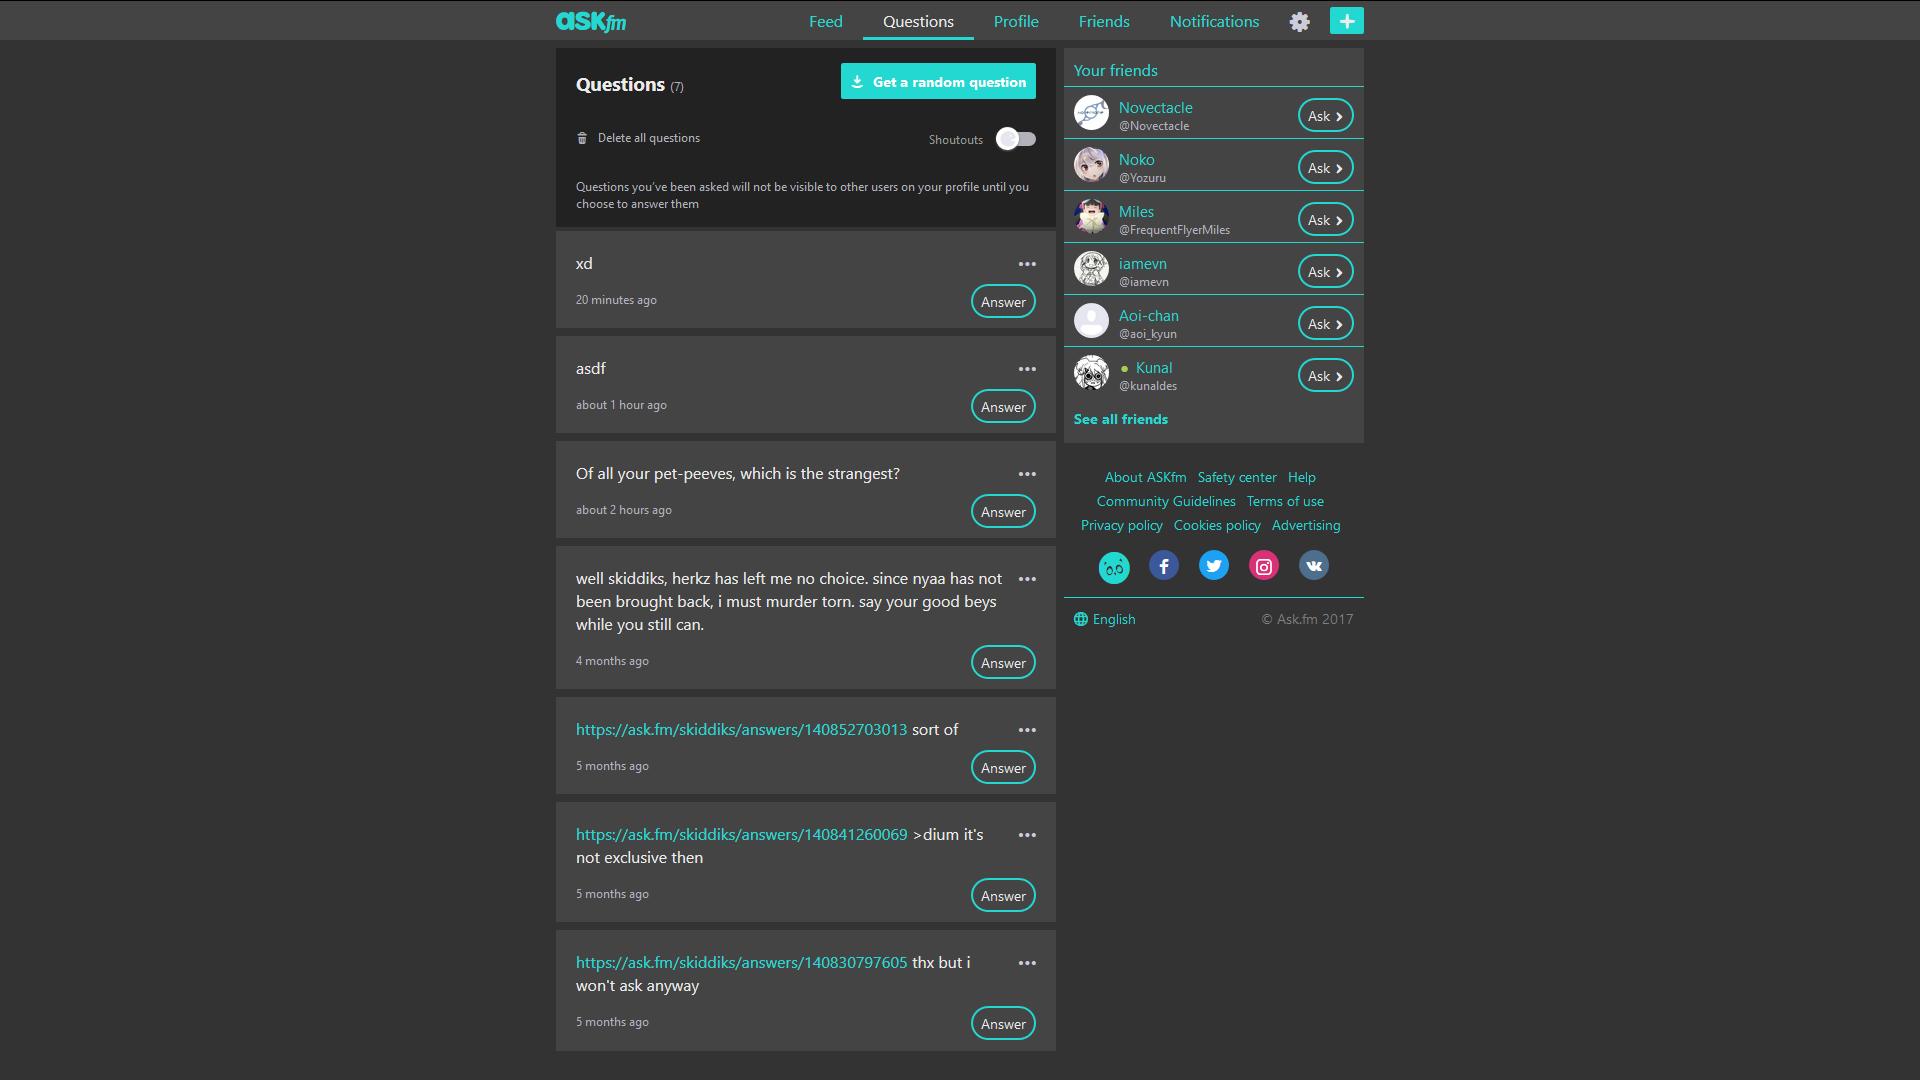 ASKfm
Feed
Questions
Profile
Friends
Notifications
Questions (7)
Get a random question
Delete all questions
Shoutouts
Questions you've been asked will not be visible to other users on your profile until you
choose to answer them
xd
20 minutes ago
Answer
asdf
about 1 hour ago
Answer
Of all your pet-peeves, which is the strangest?
about 2 hours ago
Answer
well skiddiks, herkz has left me no choice. since nyaa has not
been brought back, i must murder torn. say your good beys
while you still can.
4 months ago
Answer
https://ask.fm/skiddiks/answers/140852703013 sort of
5 months ago
Answer
https://ask.fm/skiddiks/answers/140841260069 >dium it's
not exclusive then
5 months ago
Answer
https://ask.fm/skiddiks/answers/140830797605 thx but i
won't ask anyway
5 months ago
Answer
Your friends
Novectacle
@Novectacle
Ask
Noko
@Yozuru
Ask
Miles
@FrequentFlyerMiles
Ask
iamevn
@iamevn
Ask
Aoi-chan
@aoi_kyun
Ask
Kunal
@kunaldes
Ask
See all friends
About ASKfm Safety center Help
Community Guidelines Terms of use
Privacy policy Cookies policy Advertising
English
© Ask.fm 2017